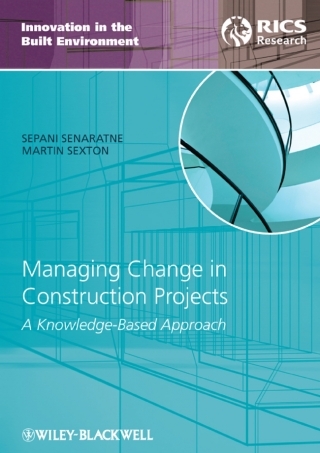 Innovation in the
Built Environment
RICS
Research
SEPANI SENARATNE
MARTIN SEXTON
Managing Change in
Construction Projects
A Knowledge-Based Approach
WILEY-BLACKWELL